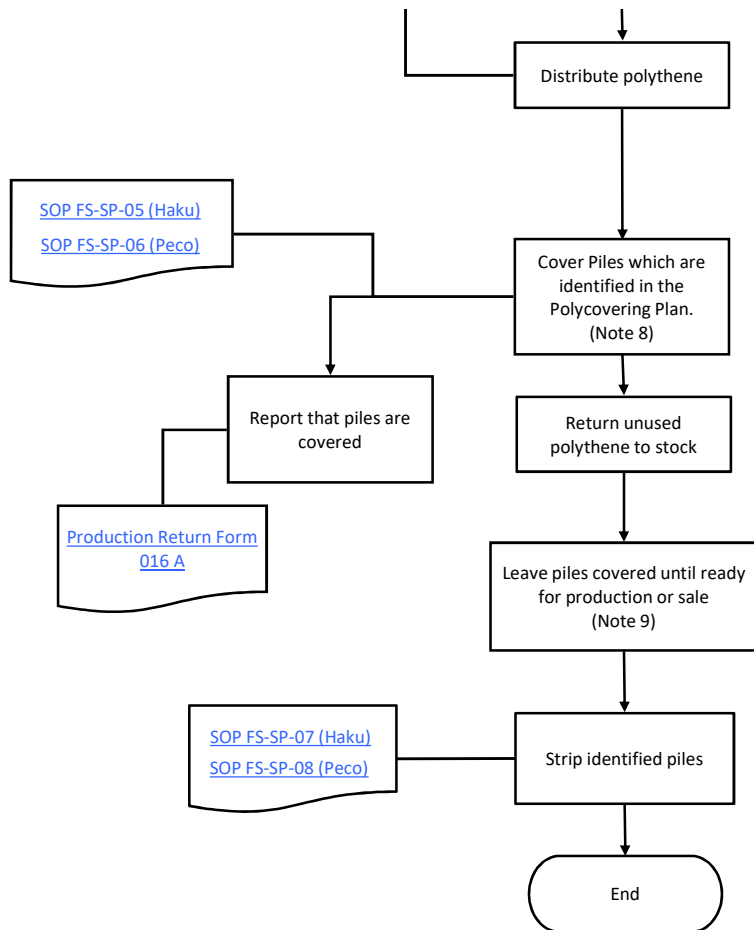 Distribute polythene
SOP FS-SP-05 (Haku)
SOP FS-SP-06 (Peco)
Cover Piles which are
identified in the
Polycovering Plan.
(Note 8)
Report that piles are
covered
Return unused
polythene to stock
Production Return Form
016 A
Leave piles covered until ready
for production or sale
(Note 9)
SOP FS-SP-07 (Haku)
SOP FS-SP-08 (Peco)
Strip identified piles
End